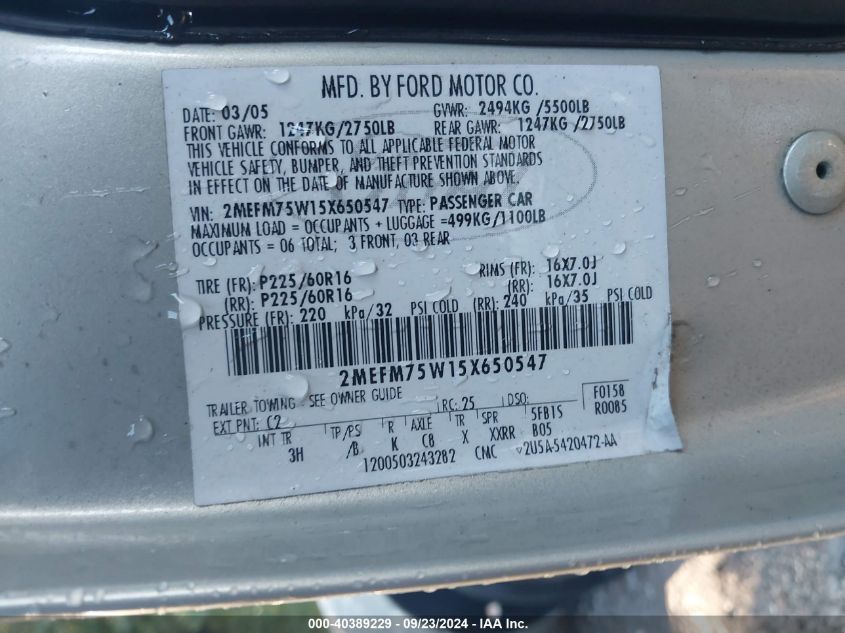 MFD. BY FORD MOTOR CO.
DATE: 03/05 GVWR: 2494KG /5500LB
FRONT GAWR: 1247KG/2750LB REAR GAWR: 1247KG /2750LB
THIS VEHICLE CONFORMS TO ALL APPLICABLE FEDERAL MOTOR
VEHICLE SAFETY, BUMPER, AND THEFT PREVENTION STANDARDS
IN EFFECT ON THE DATE OF MANUFACTURE SHOWN ABOVE.
VIN: 2MEFM75W15X650547 TYPE: PASSENGER CAR
MAXIMUM LOAD = OCCUPANTS + LUGGAGE =499KG/1100LB
OCCUPANTS = 06 TOTAL; 3 FRONT, 03 REAR
TIRE (FR): P225/60R16 RIMS (FR): 16X7.0J
(RR): P225/60R16 (RR): 16X7.0J
PRESSURE (FR): 220 kPa/32 PSI COLD (RR): 240 kPa/35 PSI COLD
2MEFM75W15X650547
TRAILER TOWING - SEE OWNER GUIDE
EXT PNT: C2 RC: 25 DSO: F0158
R0085
INT TR TP/PS R AXLE TR SPR 5FB1S
3H /B K C8 X XXRR B05
1200503243282 CMC ▽2U5A-5420472-AA
000-40389229 - 09/23/2024 - COPYRIGHT IAA, LLC.